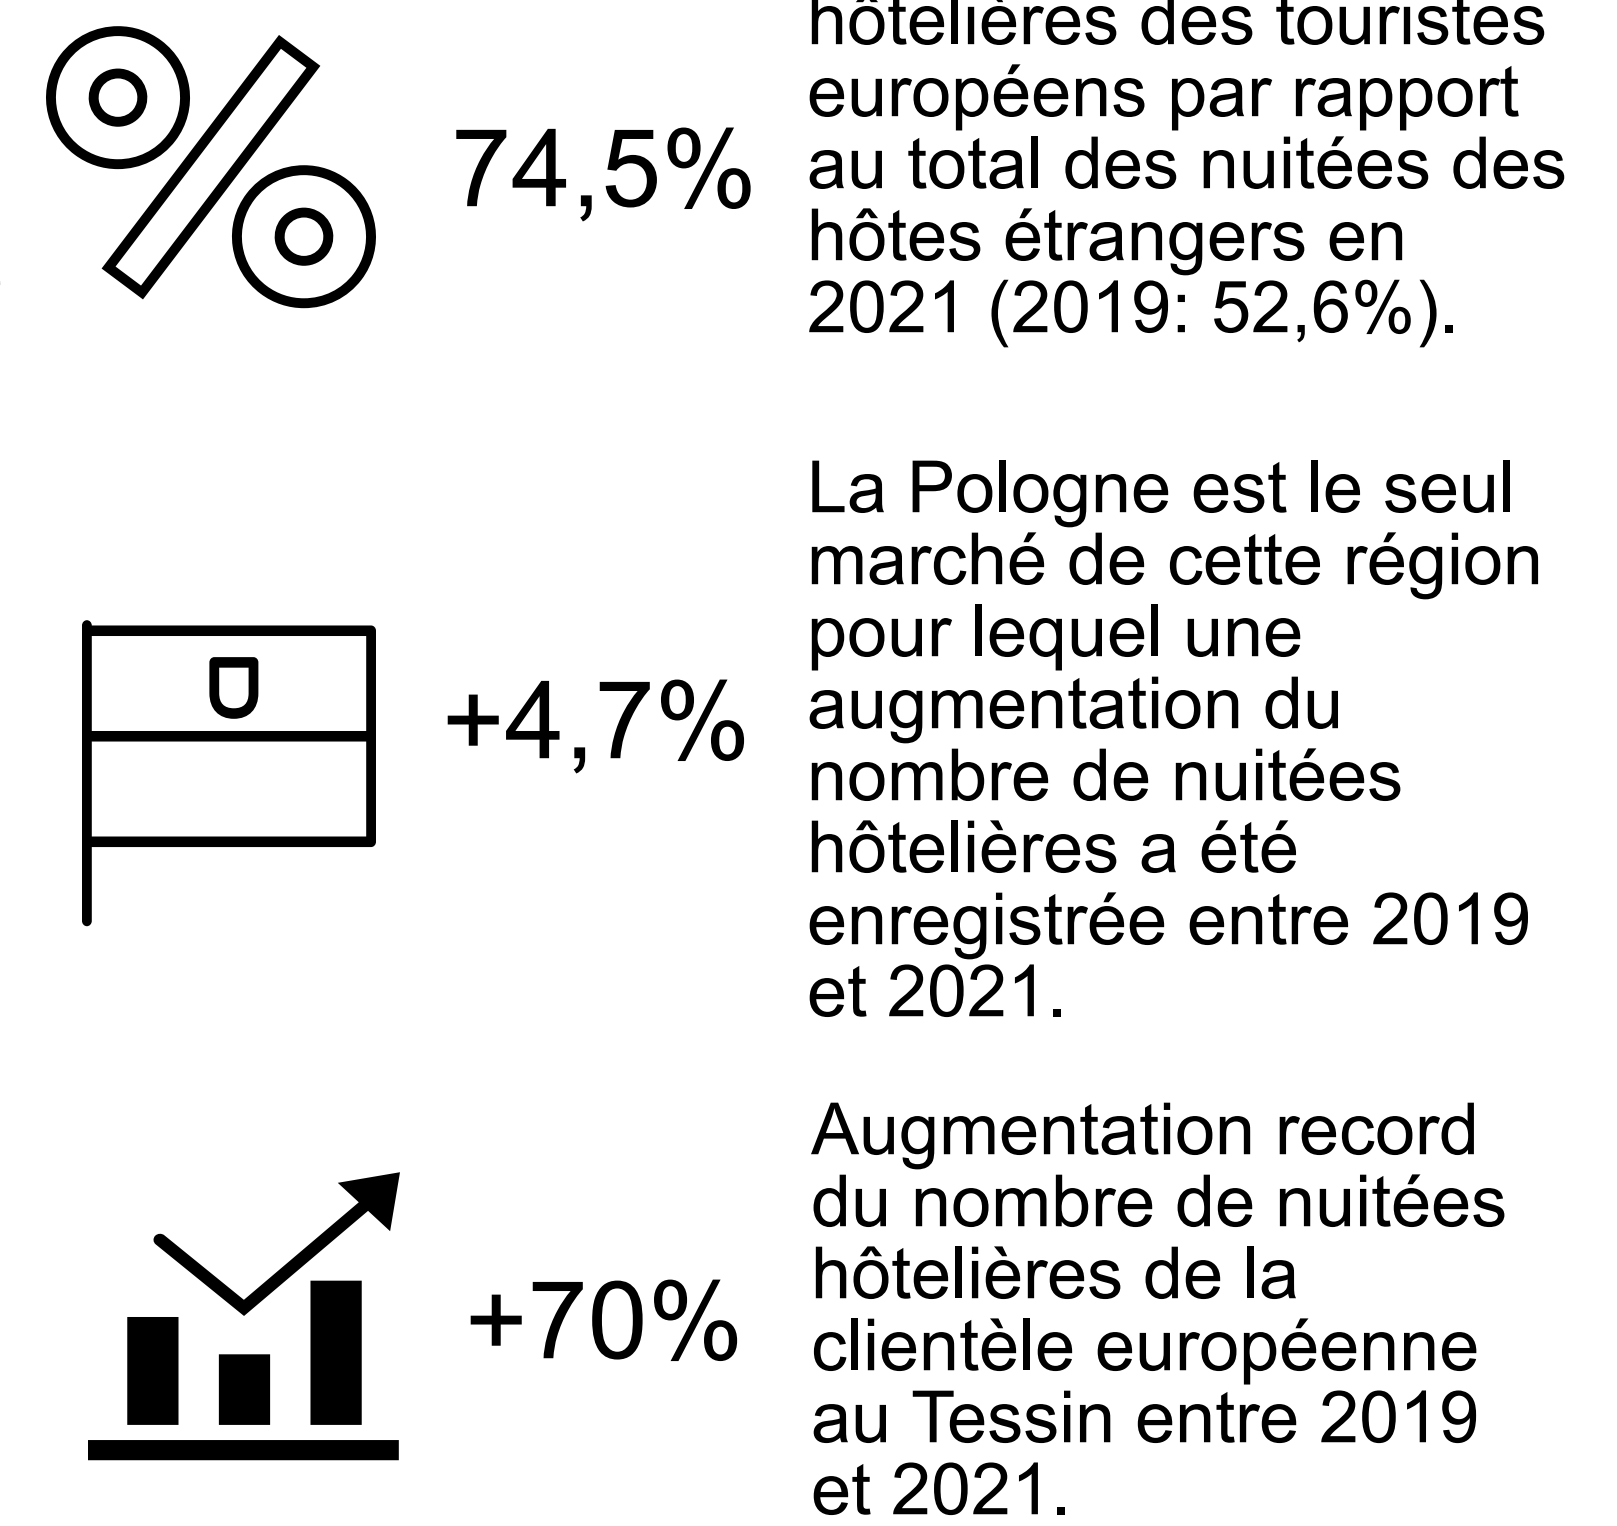 74,5%
hôtelières des touristes
européens par rapport
au total des nuitées des
hôtes étrangers en
2021 (2019: 52,6%).
+4,7%
La Pologne est le seul
marché de cette région
pour lequel une
augmentation du
nombre de nuitées
hôtelières a été
enregistrée entre 2019
et 2021.
+70%
Augmentation record
du nombre de nuitées
hôtelières de la
clientèle européenne
au Tessin entre 2019
et 2021.